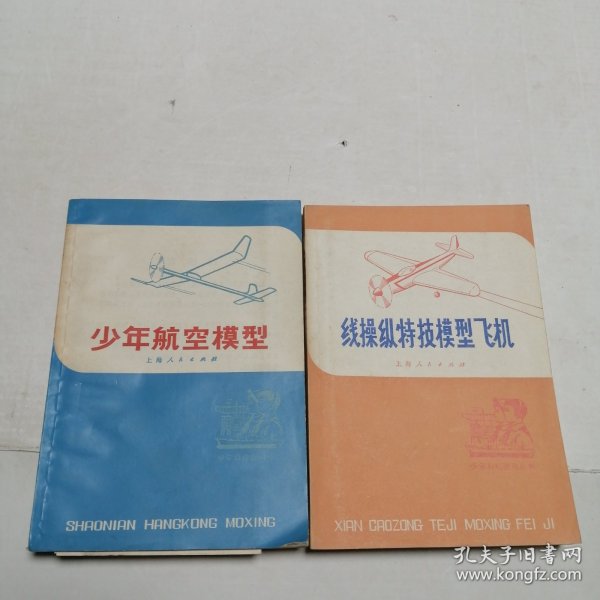 少年航空模型
上海人民出版社
SHAONIAN HANGKONG MOXING
线操纵特技模型飞机
上海人民出版社
XIAN CAOZONG TEJI MOXING FEI JI
孔夫子旧书网
www.kongfz.com